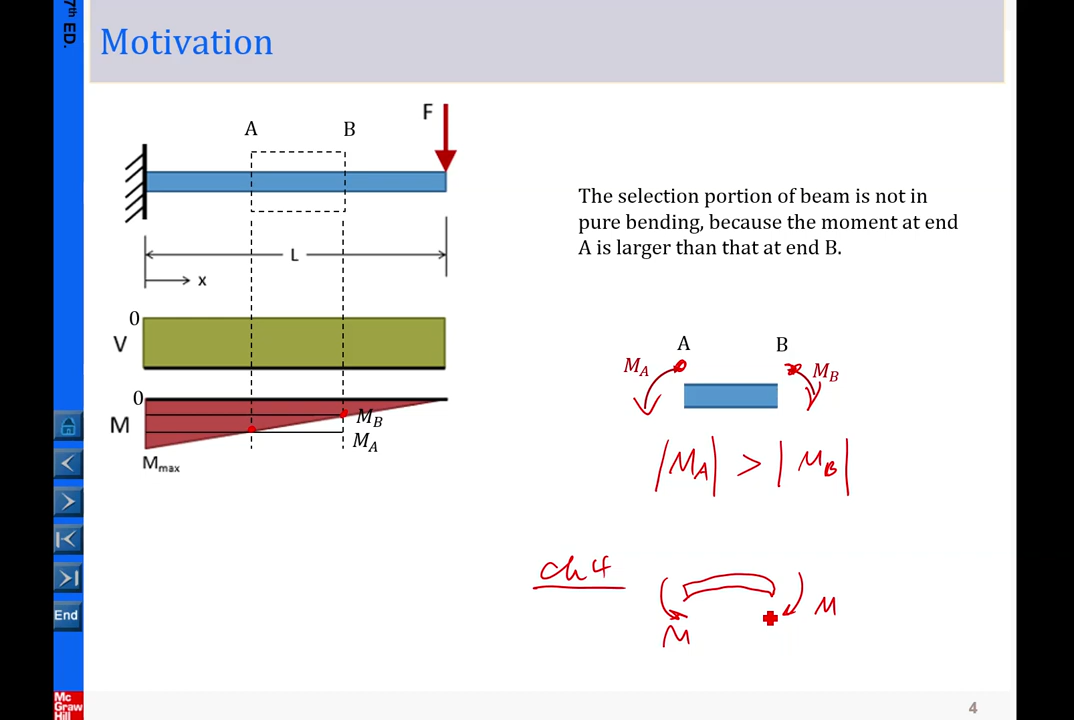 7th ED.
Motivation
A
B
F
L
x
0
V
0
M
M_B
M_A
M_max
The selection portion of beam is not in
pure bending, because the moment at end
A is larger than that at end B.
A
B
M_A
M_B
|M_A| > |M_B|
Ch 4
M
M
End
Mc
Graw
Hill
4